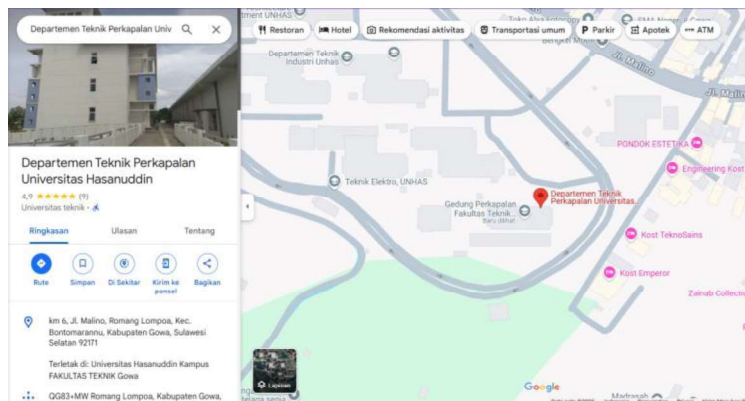 Departemen Teknik Perkapalan Univ
Departemen Teknik Perkapalan
Universitas Hasanuddin
4,9 ★★★★★ (9)
Universitas teknik ·
Ringkasan
Ulasan
Tentang
Rute
Simpan
Di Sekitar
Kirim ke
ponsel
Bagikan
km 6, Jl. Malino, Romang Lompoa, Kec.
Bontomarannu, Kabupaten Gowa, Sulawesi
Selatan 92171
Terletak di: Universitas Hasanuddin Kampus
FAKULTAS TEKNIK Gowa
QG83+MW Romang Lompoa, Kabupaten Gowa,
Restoran
Hotel
Rekomendasi aktivitas
Transportasi umum
Parkir
Apotek
ATM
UNHAS
Departemen Teknik
Industri Unhas
Jl. Malino
PONDOK ESTETIKA
Engineering Kost
Teknik Elektro, UNHAS
Gedung Perkapalan
Fakultas Teknik...
Baru dilihat
Departemen Teknik
Perkapalan Universitas...
Kost TeknoSains
Kost Emperor
Zainab Collecti
Lapisan
Google
Madrasah